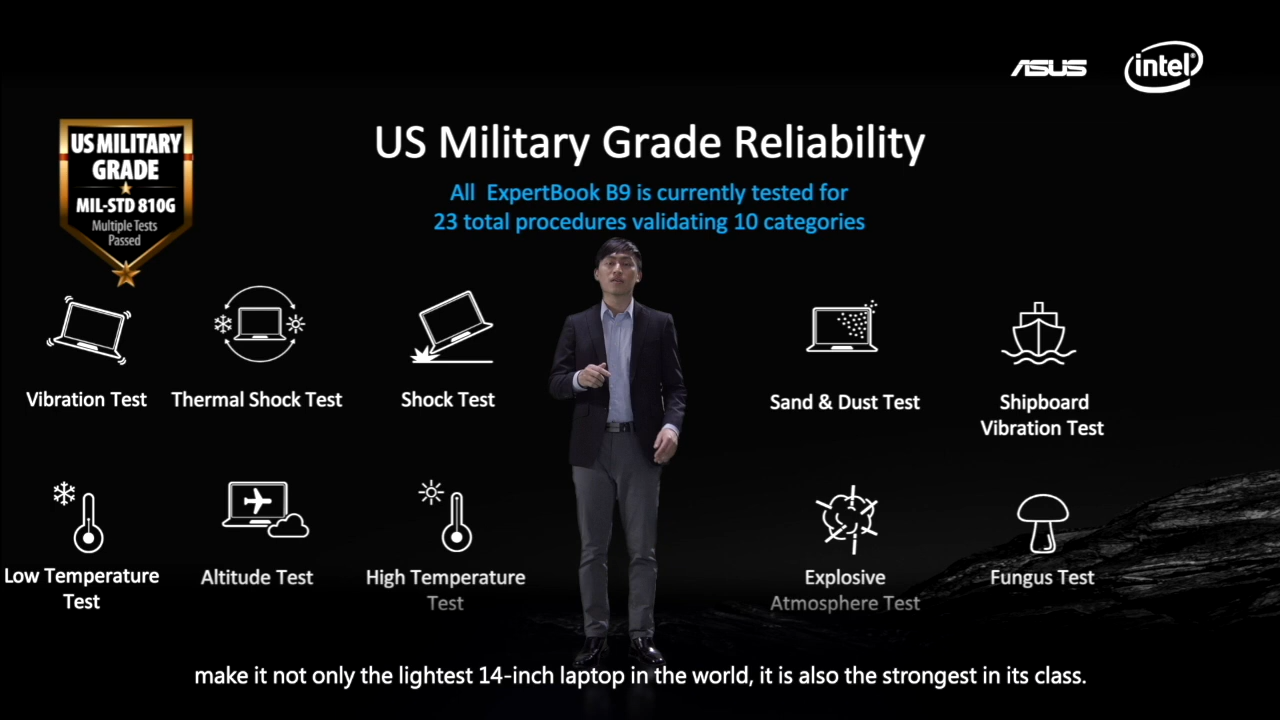 ASUS
intel
US MILITARY
GRADE
MIL-STD 810G
Multiple Tests
Passed
US Military Grade Reliability
All ExpertBook B9 is currently tested for
23 total procedures validating 10 categories
Vibration Test
Thermal Shock Test
Shock Test
Sand & Dust Test
Shipboard
Vibration Test
Low Temperature
Test
Altitude Test
High Temperature
Test
Explosive
Atmosphere Test
Fungus Test
make it not only the lightest 14-inch laptop in the world, it is also the strongest in its class.